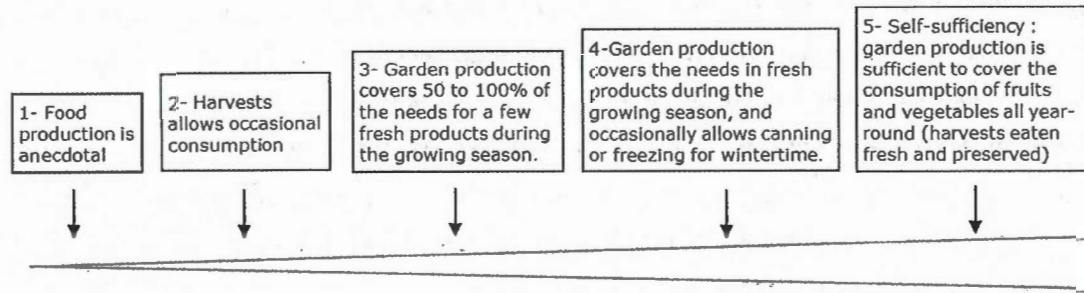 1- Food
production is
anecdotal
2- Harvests
allows occasional
consumption
3- Garden production
covers 50 to 100% of
the needs for a few
fresh products during
the growing season.
4-Garden production
covers the needs in fresh
products during the
growing season, and
occasionally allows canning
or freezing for wintertime.
5- Self-sufficiency :
garden production is
sufficient to cover the
consumption of fruits
and vegetables all year-
round (harvests eaten
fresh and preserved)